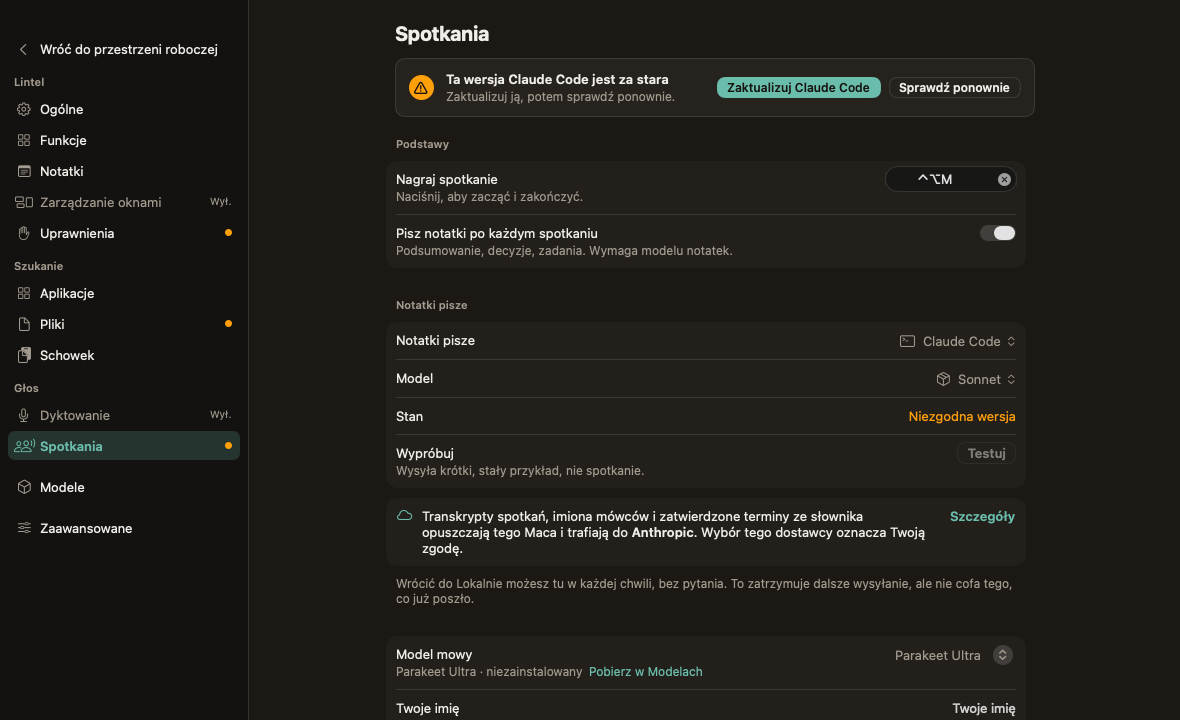 Wróć do przestrzeni roboczej
Lintel
Ogólne
Funkcje
Notatki
Zarządzanie oknami Wył.
Uprawnienia
Szukanie
Aplikacje
Pliki
Schowek
Głos
Dyktowanie Wył.
Spotkania
Modele
Zaawansowane
Spotkania
Ta wersja Claude Code jest za stara
Zaktualizuj ją, potem sprawdź ponownie.
Zaktualizuj Claude Code
Sprawdź ponownie
Podstawy
Nagraj spotkanie
Naciśnij, aby zacząć i zakończyć.
⌃⌥M
Pisz notatki po każdym spotkaniu
Podsumowanie, decyzje, zadania. Wymaga modelu notatek.
Notatki pisze
Notatki pisze Claude Code
Model Sonnet
Stan Niezgodna wersja
Wypróbuj
Wysyła krótki, stały przykład, nie spotkanie.
Testuj
Transkrypty spotkań, imiona mówców i zatwierdzone terminy ze słownika
opuszczają tego Maca i trafiają do Anthropic. Wybór tego dostawcy oznacza Twoją
zgodę.
Szczegóły
Wrócić do Lokalnie możesz tu w każdej chwili, bez pytania. To zatrzymuje dalsze wysyłanie, ale nie cofa tego,
co już poszło.
Model mowy
Parakeet Ultra · niezainstalowany Pobierz w Modelach
Parakeet Ultra
Twoje imię Twoje imię